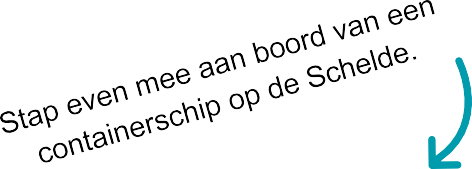 Stap even mee aan boord van een
containerschip op de Schelde.